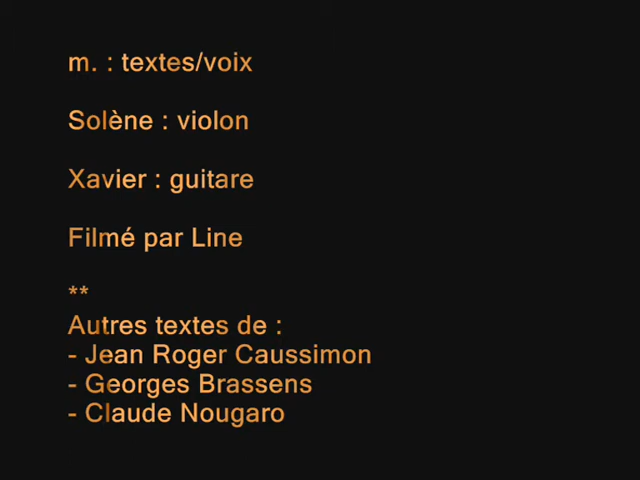 m. : textes/voix
Solène : violon
Xavier : guitare
Filmé par Line
**
Autres textes de :
- Jean Roger Caussimon
- Georges Brassens
- Claude Nougaro